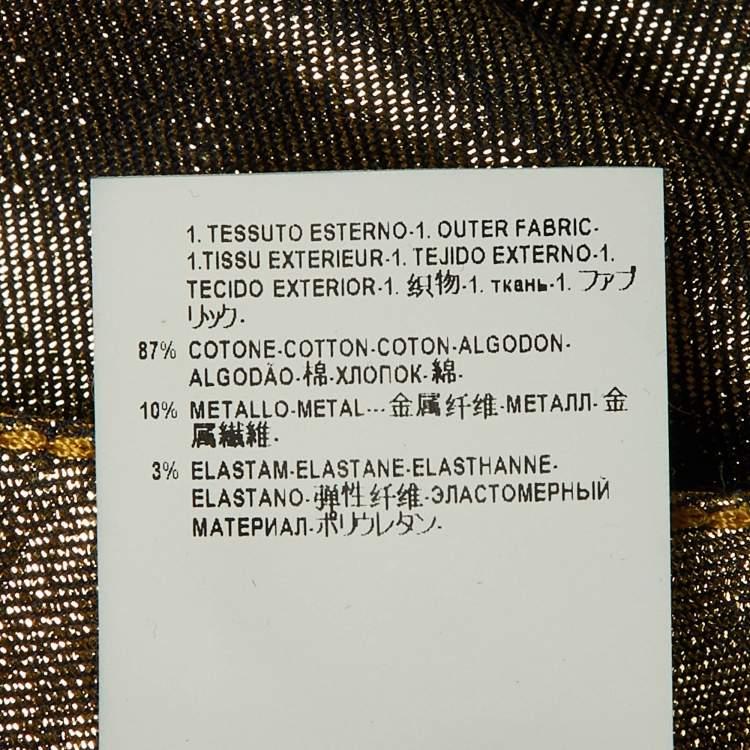 1. TESSUTO ESTERNO-1. OUTER FABRIC-
1.TISSU EXTERIEUR-1. TEJIDO EXTERNO-1.
TECIDO EXTERIOR-1. 织物-1. ткань-1. ファブ
リック.
87% COTONE-COTTON-COTON-ALGODON-
ALGODÃO-棉-ХЛОПОК-綿.
10% METALLO-METAL--- 金属纤维-МЕТАЛЛ- 金
属繊維.
3% ELASTAM-ELASTANE-ELASTHANNE-
ELASTANO-弹性纤维-ЭЛАСТОМЕРНЫЙ
МАТЕРИАЛ-ポリウレタン.